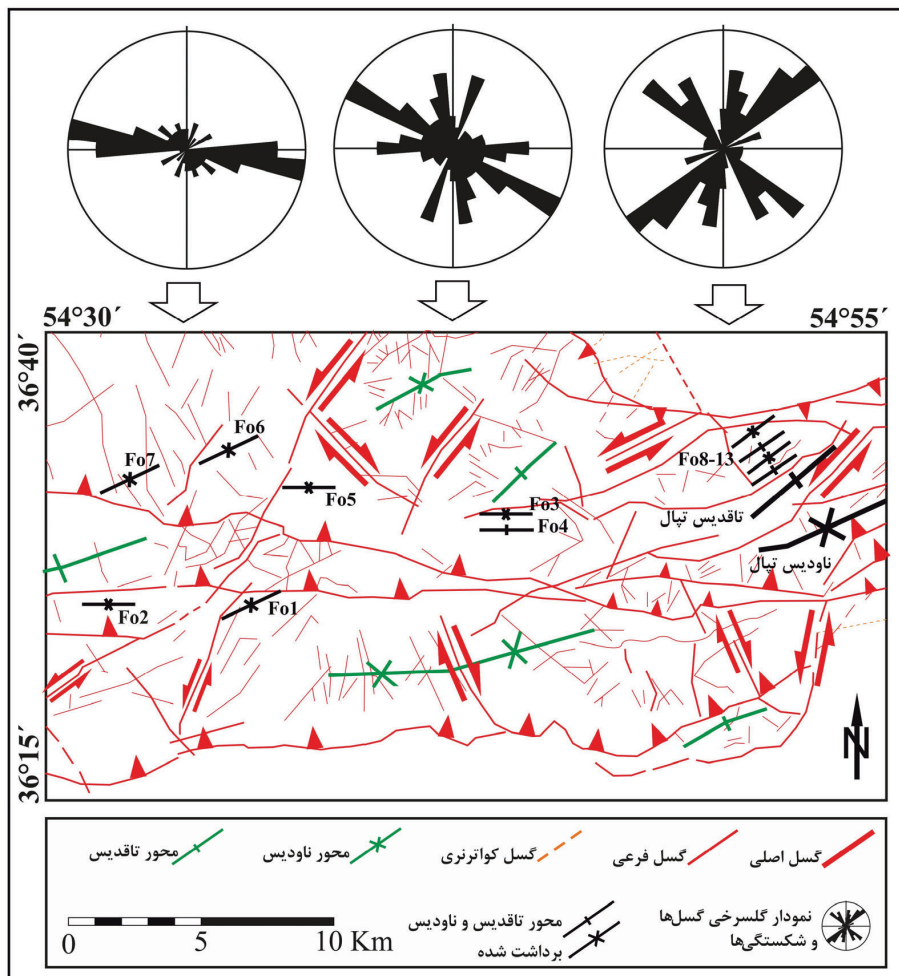 54°30′
54°55′
36°40′
36°15′
Fo6
Fo7
Fo5
Fo3
Fo4
Fo8-13
تاقدیس تپال
ناودیس تپال
Fo2
Fo1
N
گسل اصلی
گسل فرعی
گسل کواترنری
محور ناودیس
محور تاقدیس
نمودار گلسرخی گسل‌ها
و شکستگی‌ها
محور تاقدیس و ناودیس
برداشت شده
0 5 10 Km